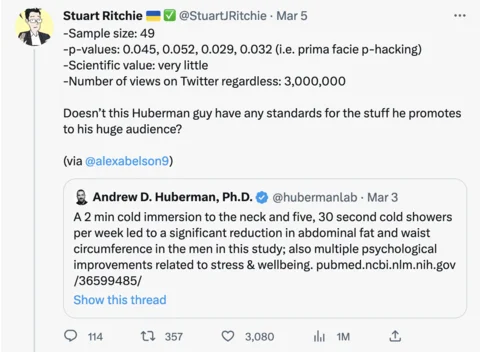 Stuart Ritchie 🇺🇦✅ @StuartJRitchie · Mar 5
-Sample size: 49
-p-values: 0.045, 0.052, 0.029, 0.032 (i.e. prima facie p-hacking)
-Scientific value: very little
-Number of views on Twitter regardless: 3,000,000
Doesn't this Huberman guy have any standards for the stuff he promotes
to his huge audience?
(via @alexabelson9)
Andrew D. Huberman, Ph.D. @hubermanlab · Mar 3
A 2 min cold immersion to the neck and five, 30 second cold showers
per week led to a significant reduction in abdominal fat and waist
circumference in the men in this study; also multiple psychological
improvements related to stress & wellbeing. pubmed.ncbi.nlm.nih.gov
/36599485/
Show this thread
114 357 3,080 1M